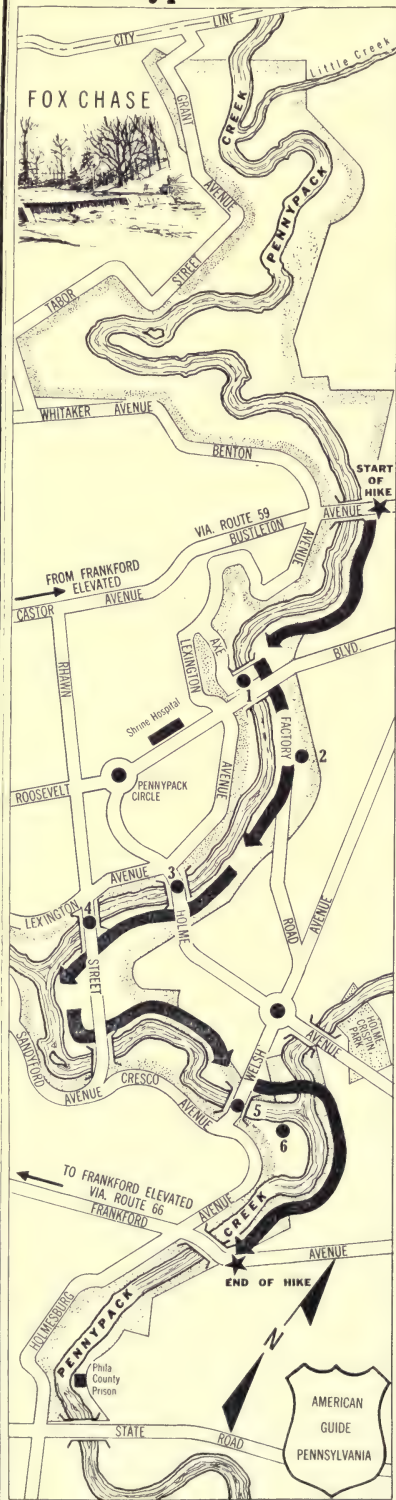 CITY LINE
Little Creek
FOX CHASE
GRANT AVENUE
CREEK
PENNYPACK
TABOR STREET
WHITAKER AVENUE
BENTON AVENUE
START
OF
HIKE
AVENUE
VIA. ROUTE 59
BUSTLETON
FROM FRANKFORD
ELEVATED
CASTOR AVENUE
LEXINGTON
AXE
BLVD.
1
RHAWN
Shrine Hospital
FACTORY
2
PENNYPACK
CIRCLE
ROOSEVELT
AVENUE
3
AVENUE
LEXINGTON
HOLME
4
STREET
ROAD
AVENUE
HOLME
CRISPIN
PARK
AVENUE
WELSH
SANDYFORD
AVENUE
CRESCO
AVENUE
5
6
TO FRANKFORD ELEVATED
VIA. ROUTE 66
FRANKFORD
AVENUE
CREEK
AVENUE
END OF HIKE
HOLMESBURG
PENNYPACK
N
Phila
County
Prison
STATE
ROAD
AMERICAN
GUIDE
PENNSYLVANIA